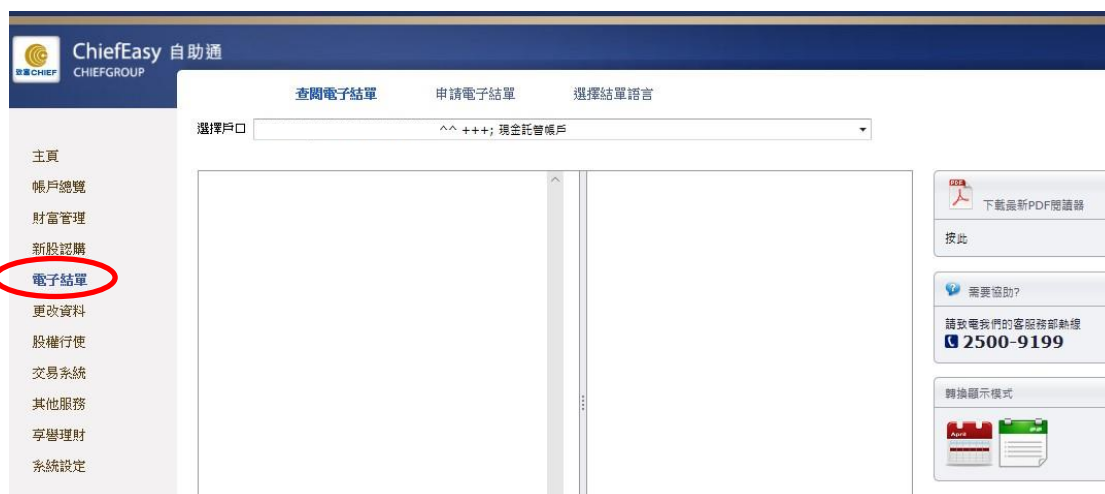 ChiefEasy 自助通
致富CHIEF
CHIEFGROUP
查閱電子結單 申請電子結單 選擇結單語言
選擇戶口 ^^ +++; 現金託管帳戶
主頁
帳戶總覽
財富管理
新股認購
電子結單
更改資料
股權行使
交易系統
其他服務
享譽理財
系統設定
PDF
下載最新PDF閱讀器
按此
需要協助?
請致電我們的客服務部熱線
2500-9199
轉換顯示模式
April